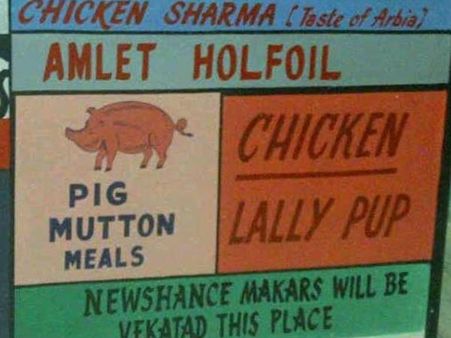 CHICKEN SHARMA (Taste of Arbia)
AMLET HOLFOIL
PIG
MUTTON
MEALS
CHICKEN
LALLY PUP
NEWSHANCE MAKARS WILL BE
VEKATAD THIS PLACE